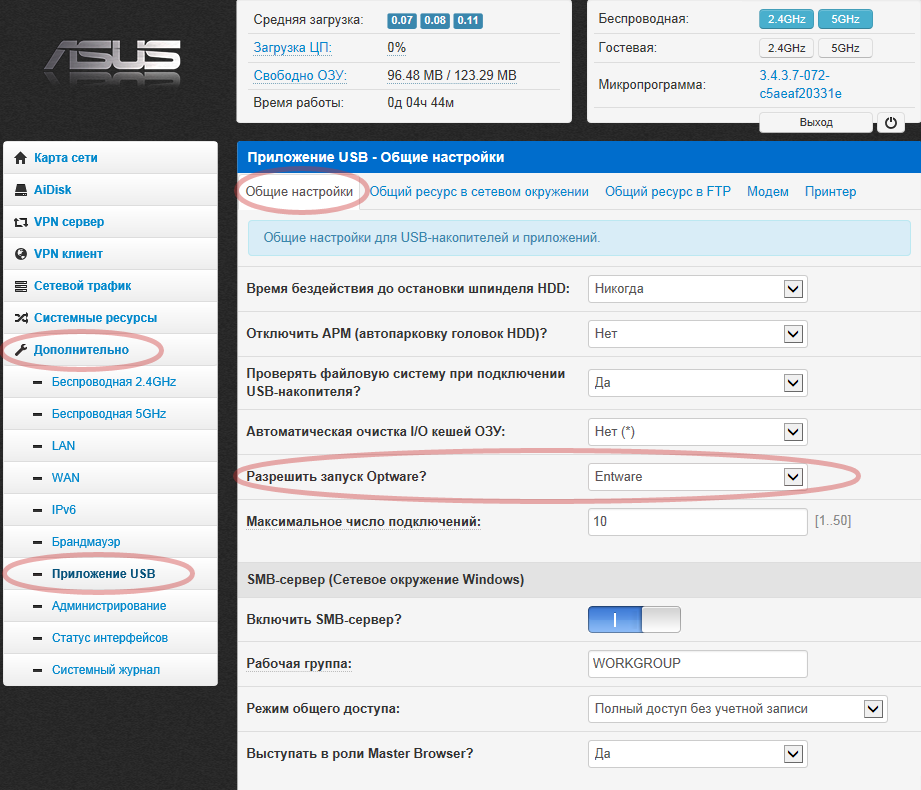 ASUS
Средняя загрузка: 0.07 0.08 0.11
Загрузка ЦП: 0%
Свободно ОЗУ: 96.48 MB / 123.29 MB
Время работы: 0д 04ч 44м
Беспроводная: 2.4GHz 5GHz
Гостевая: 2.4GHz 5GHz
Микропрограмма: 3.4.3.7-072-
c5aeaf20331e
Выход
Карта сети
AiDisk
VPN сервер
VPN клиент
Сетевой трафик
Системные ресурсы
Дополнительно
Беспроводная 2.4GHz
Беспроводная 5GHz
LAN
WAN
IPv6
Брандмауэр
Приложение USB
Администрирование
Статус интерфейсов
Системный журнал
Приложение USB - Общие настройки
Общие настройки Общий ресурс в сетевом окружении Общий ресурс в FTP Модем Принтер
Общие настройки для USB-накопителей и приложений.
Время бездействия до остановки шпинделя HDD: Никогда
Отключить APM (автопарковку головок HDD)? Нет
Проверять файловую систему при подключении
USB-накопителя? Да
Автоматическая очистка I/O кешей ОЗУ: Нет (*)
Разрешить запуск Optware? Entware
Максимальное число подключений: 10 [1..50]
SMB-сервер (Сетевое окружение Windows)
Включить SMB-сервер?
Рабочая группа: WORKGROUP
Режим общего доступа: Полный доступ без учетной записи
Выступать в роли Master Browser? Да